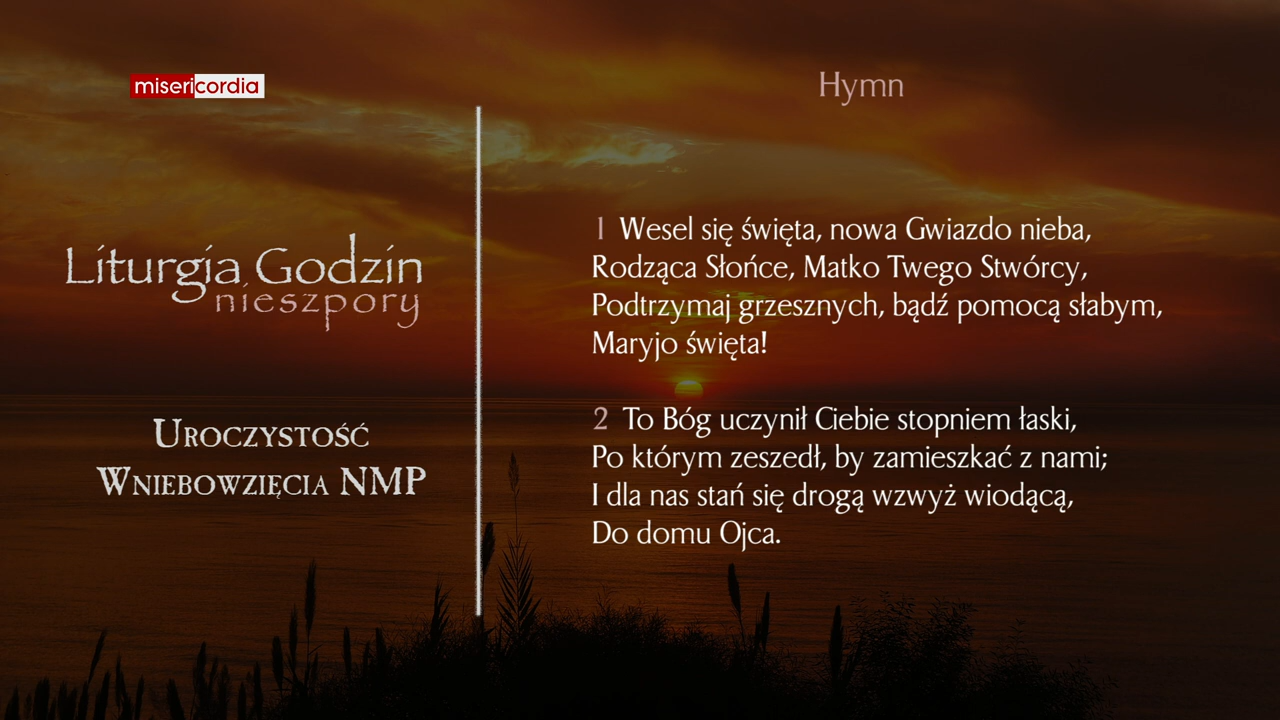 misericordia
Liturgia Godzin
nieszpory
Uroczystość
Wniebowzięcia NMP
Hymn
1 Wesel się święta, nowa Gwiazdo nieba,
Rodząca Słońce, Matko Twego Stwórcy,
Podtrzymaj grzesznych, bądź pomocą słabym,
Maryjo święta!
2 To Bóg uczynił Ciebie stopniem łaski,
Po którym zeszedł, by zamieszkać z nami;
I dla nas stań się drogą wzwyż wiodącą,
Do domu Ojca.